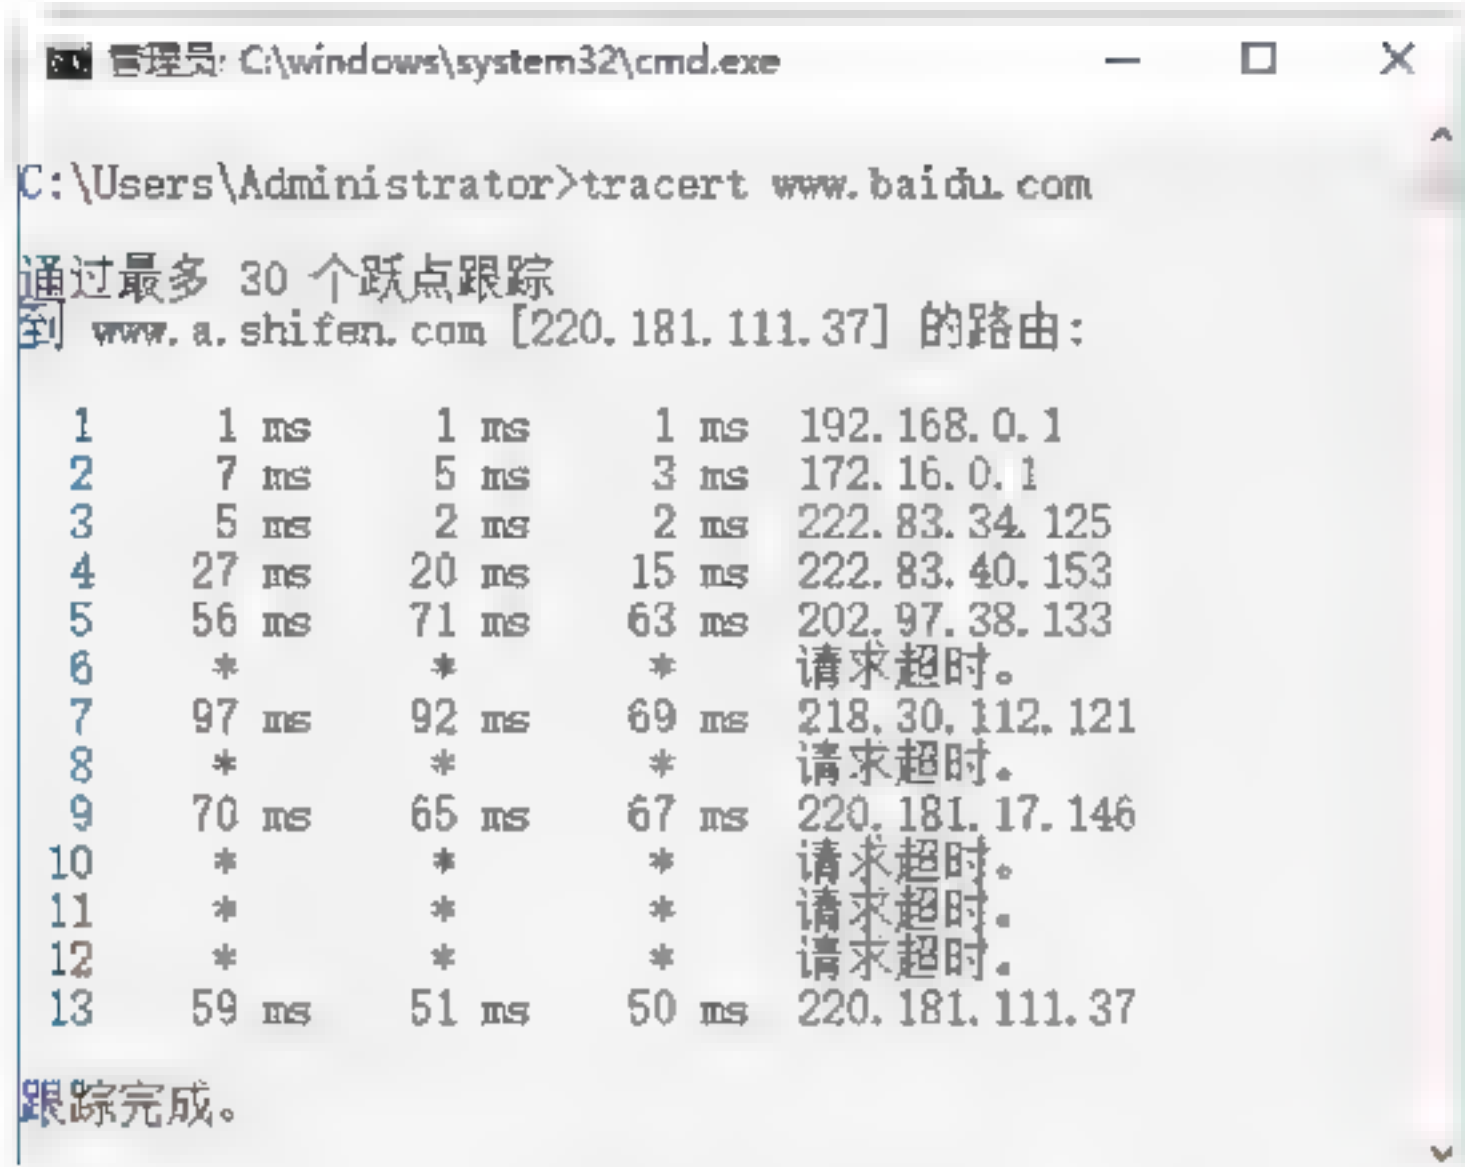 管理员: C:\windows\system32\cmd.exe
C:\Users\Administrator>tracert www.baidu.com
通过最多 30 个跃点跟踪
到 www.a.shifen.com [220.181.111.37] 的路由:
1 1 ms 1 ms 1 ms 192.168.0.1
2 7 ms 5 ms 3 ms 172.16.0.1
3 5 ms 2 ms 2 ms 222.83.34.125
4 27 ms 20 ms 15 ms 222.83.40.153
5 56 ms 71 ms 63 ms 202.97.38.133
6 * * * 请求超时。
7 97 ms 92 ms 69 ms 218.30.112.121
8 * * * 请求超时。
9 70 ms 65 ms 67 ms 220.181.17.146
10 * * * 请求超时。
11 * * * 请求超时。
12 * * * 请求超时。
13 59 ms 51 ms 50 ms 220.181.111.37
跟踪完成。